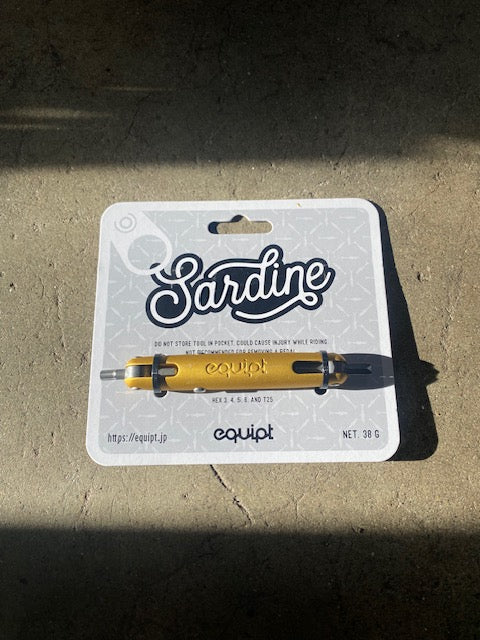 Sardine
DO NOT STORE TOOL IN POCKET. COULD CAUSE INJURY WHILE RIDING.
NOT RECOMMENDED FOR REMOVING A PEDAL
equipt
HEX 3, 4, 5, 6, AND T25
https://equipt.jp
equipt
NET. 38 G